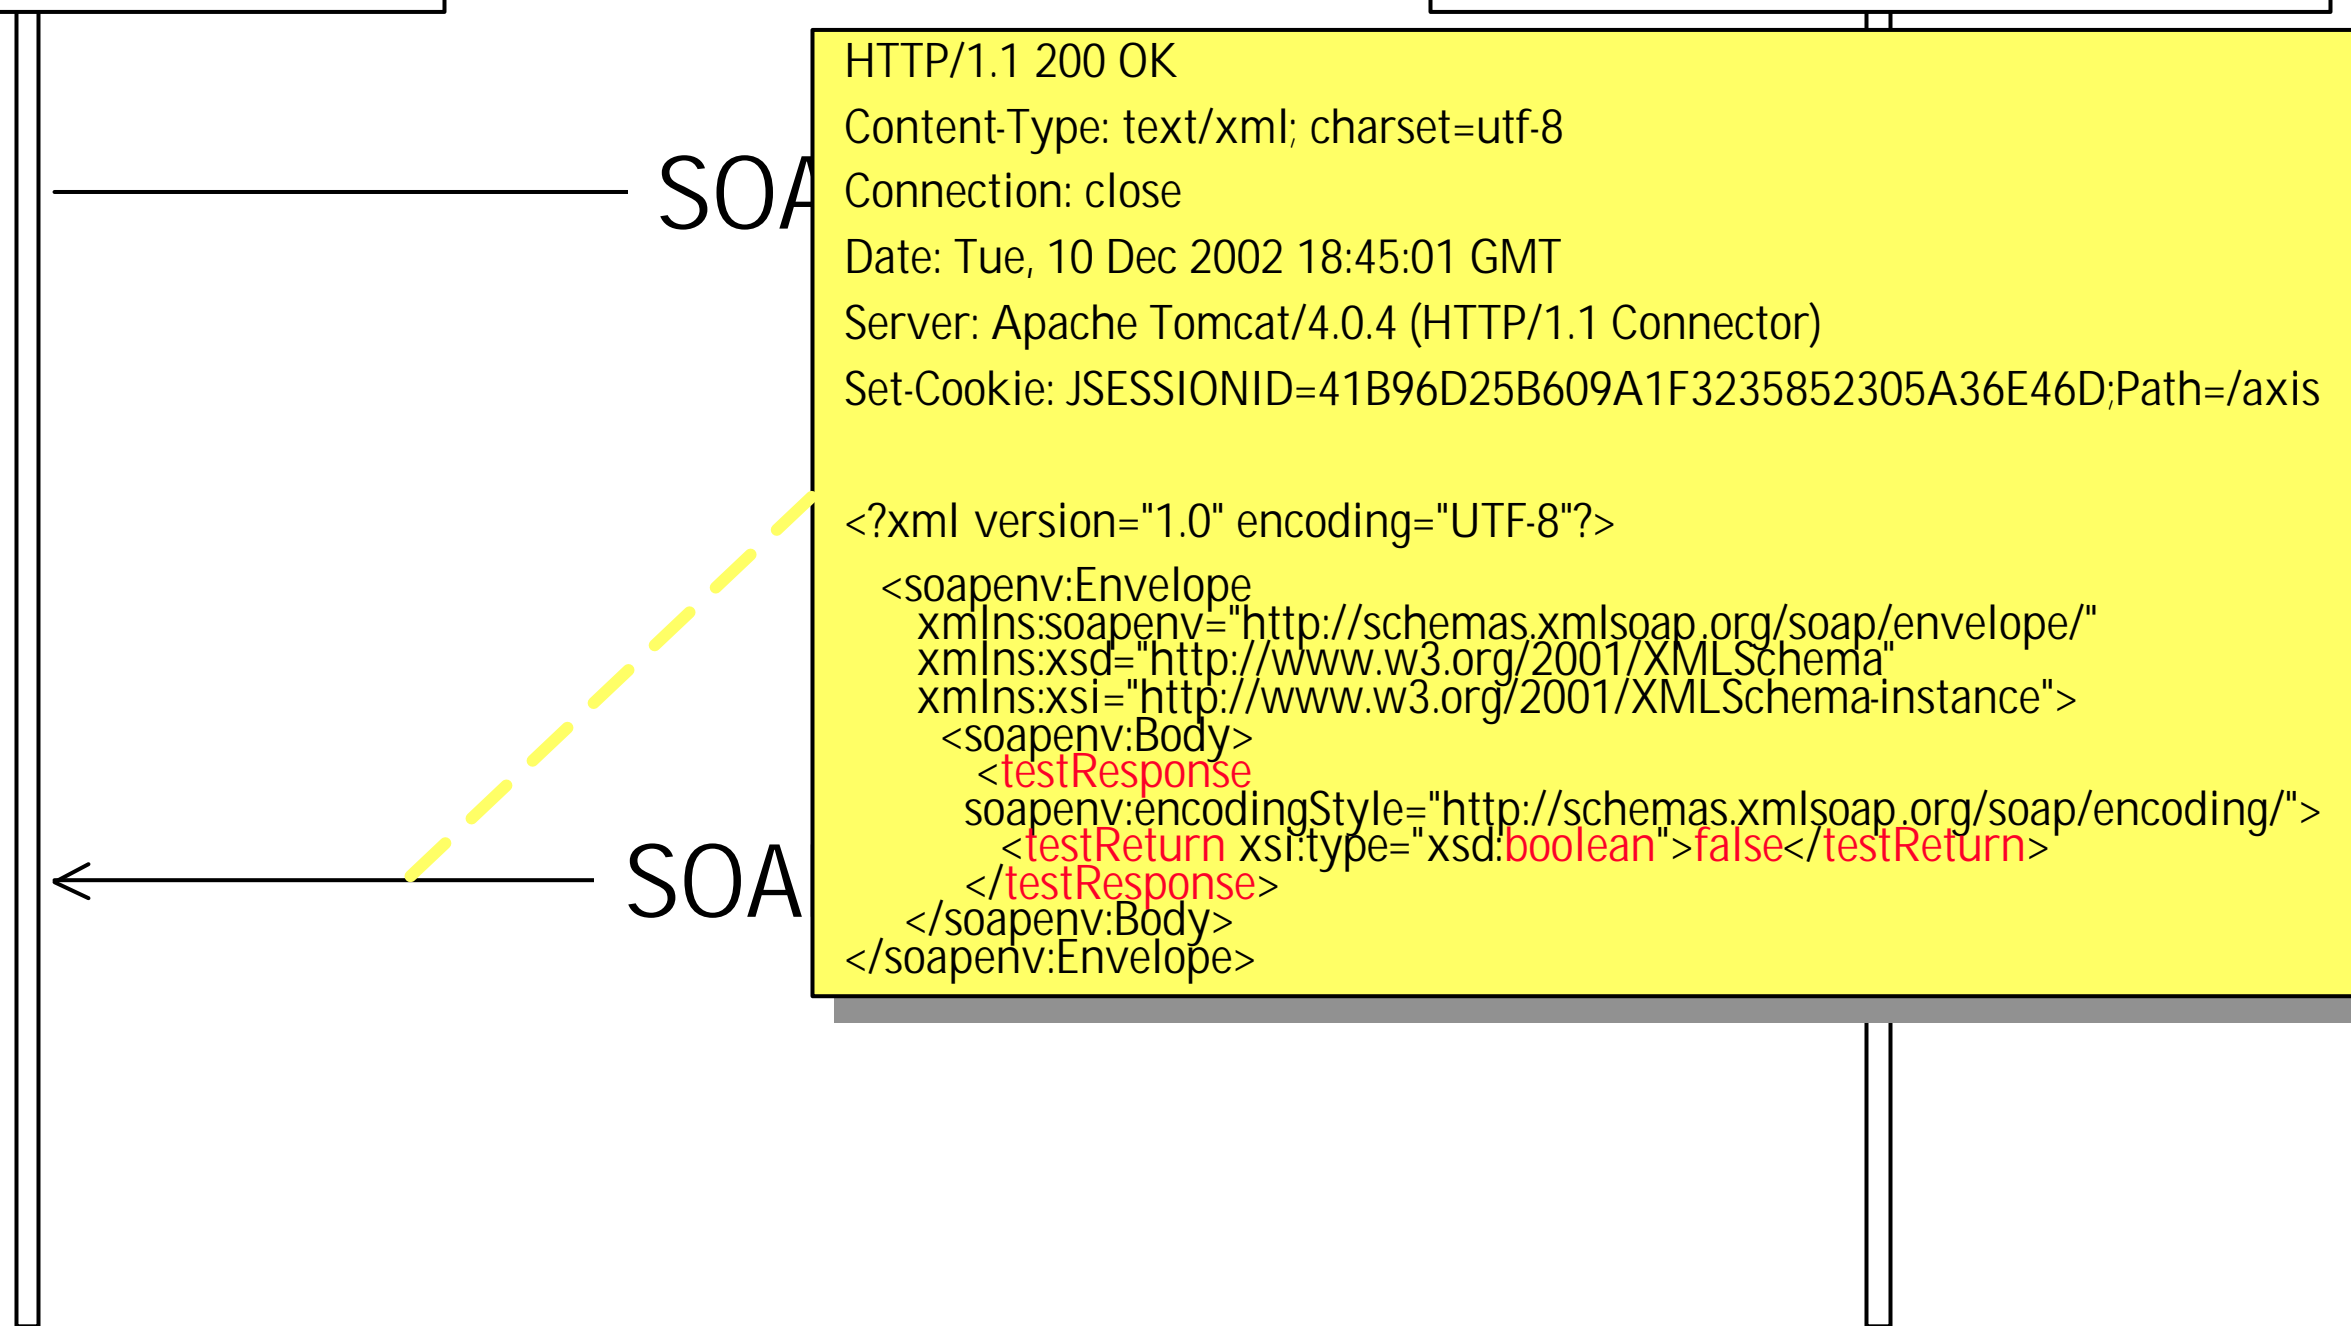 HTTP/1.1 200 OK
Content-Type: text/xml; charset=utf-8
SOA
Connection: close
Date: Tue, 10 Dec 2002 18:45:01 GMT
Server: Apache Tomcat/4.0.4 (HTTP/1.1 Connector)
Set-Cookie: JSESSIONID=41B96D25B609A1F3235852305A36E46D;Path=/axis
<?xml version="1.0" encoding="UTF-8"?>
<soapenv:Envelope
xmlns:soapenv="http://schemas.xmlsoap.org/soap/envelope/"
xmlns:xsd="http://www.w3.org/2001/XMLSchema"
xmlns:xsi="http://www.w3.org/2001/XMLSchema-instance">
<soapenv:Body>
<testResponse
soapenv:encodingStyle="http://schemas.xmlsoap.org/soap/encoding/">
<testReturn xsi:type="xsd:boolean">false</testReturn>
</testResponse>
SOA
</soapenv:Body>
</soapenv:Envelope>